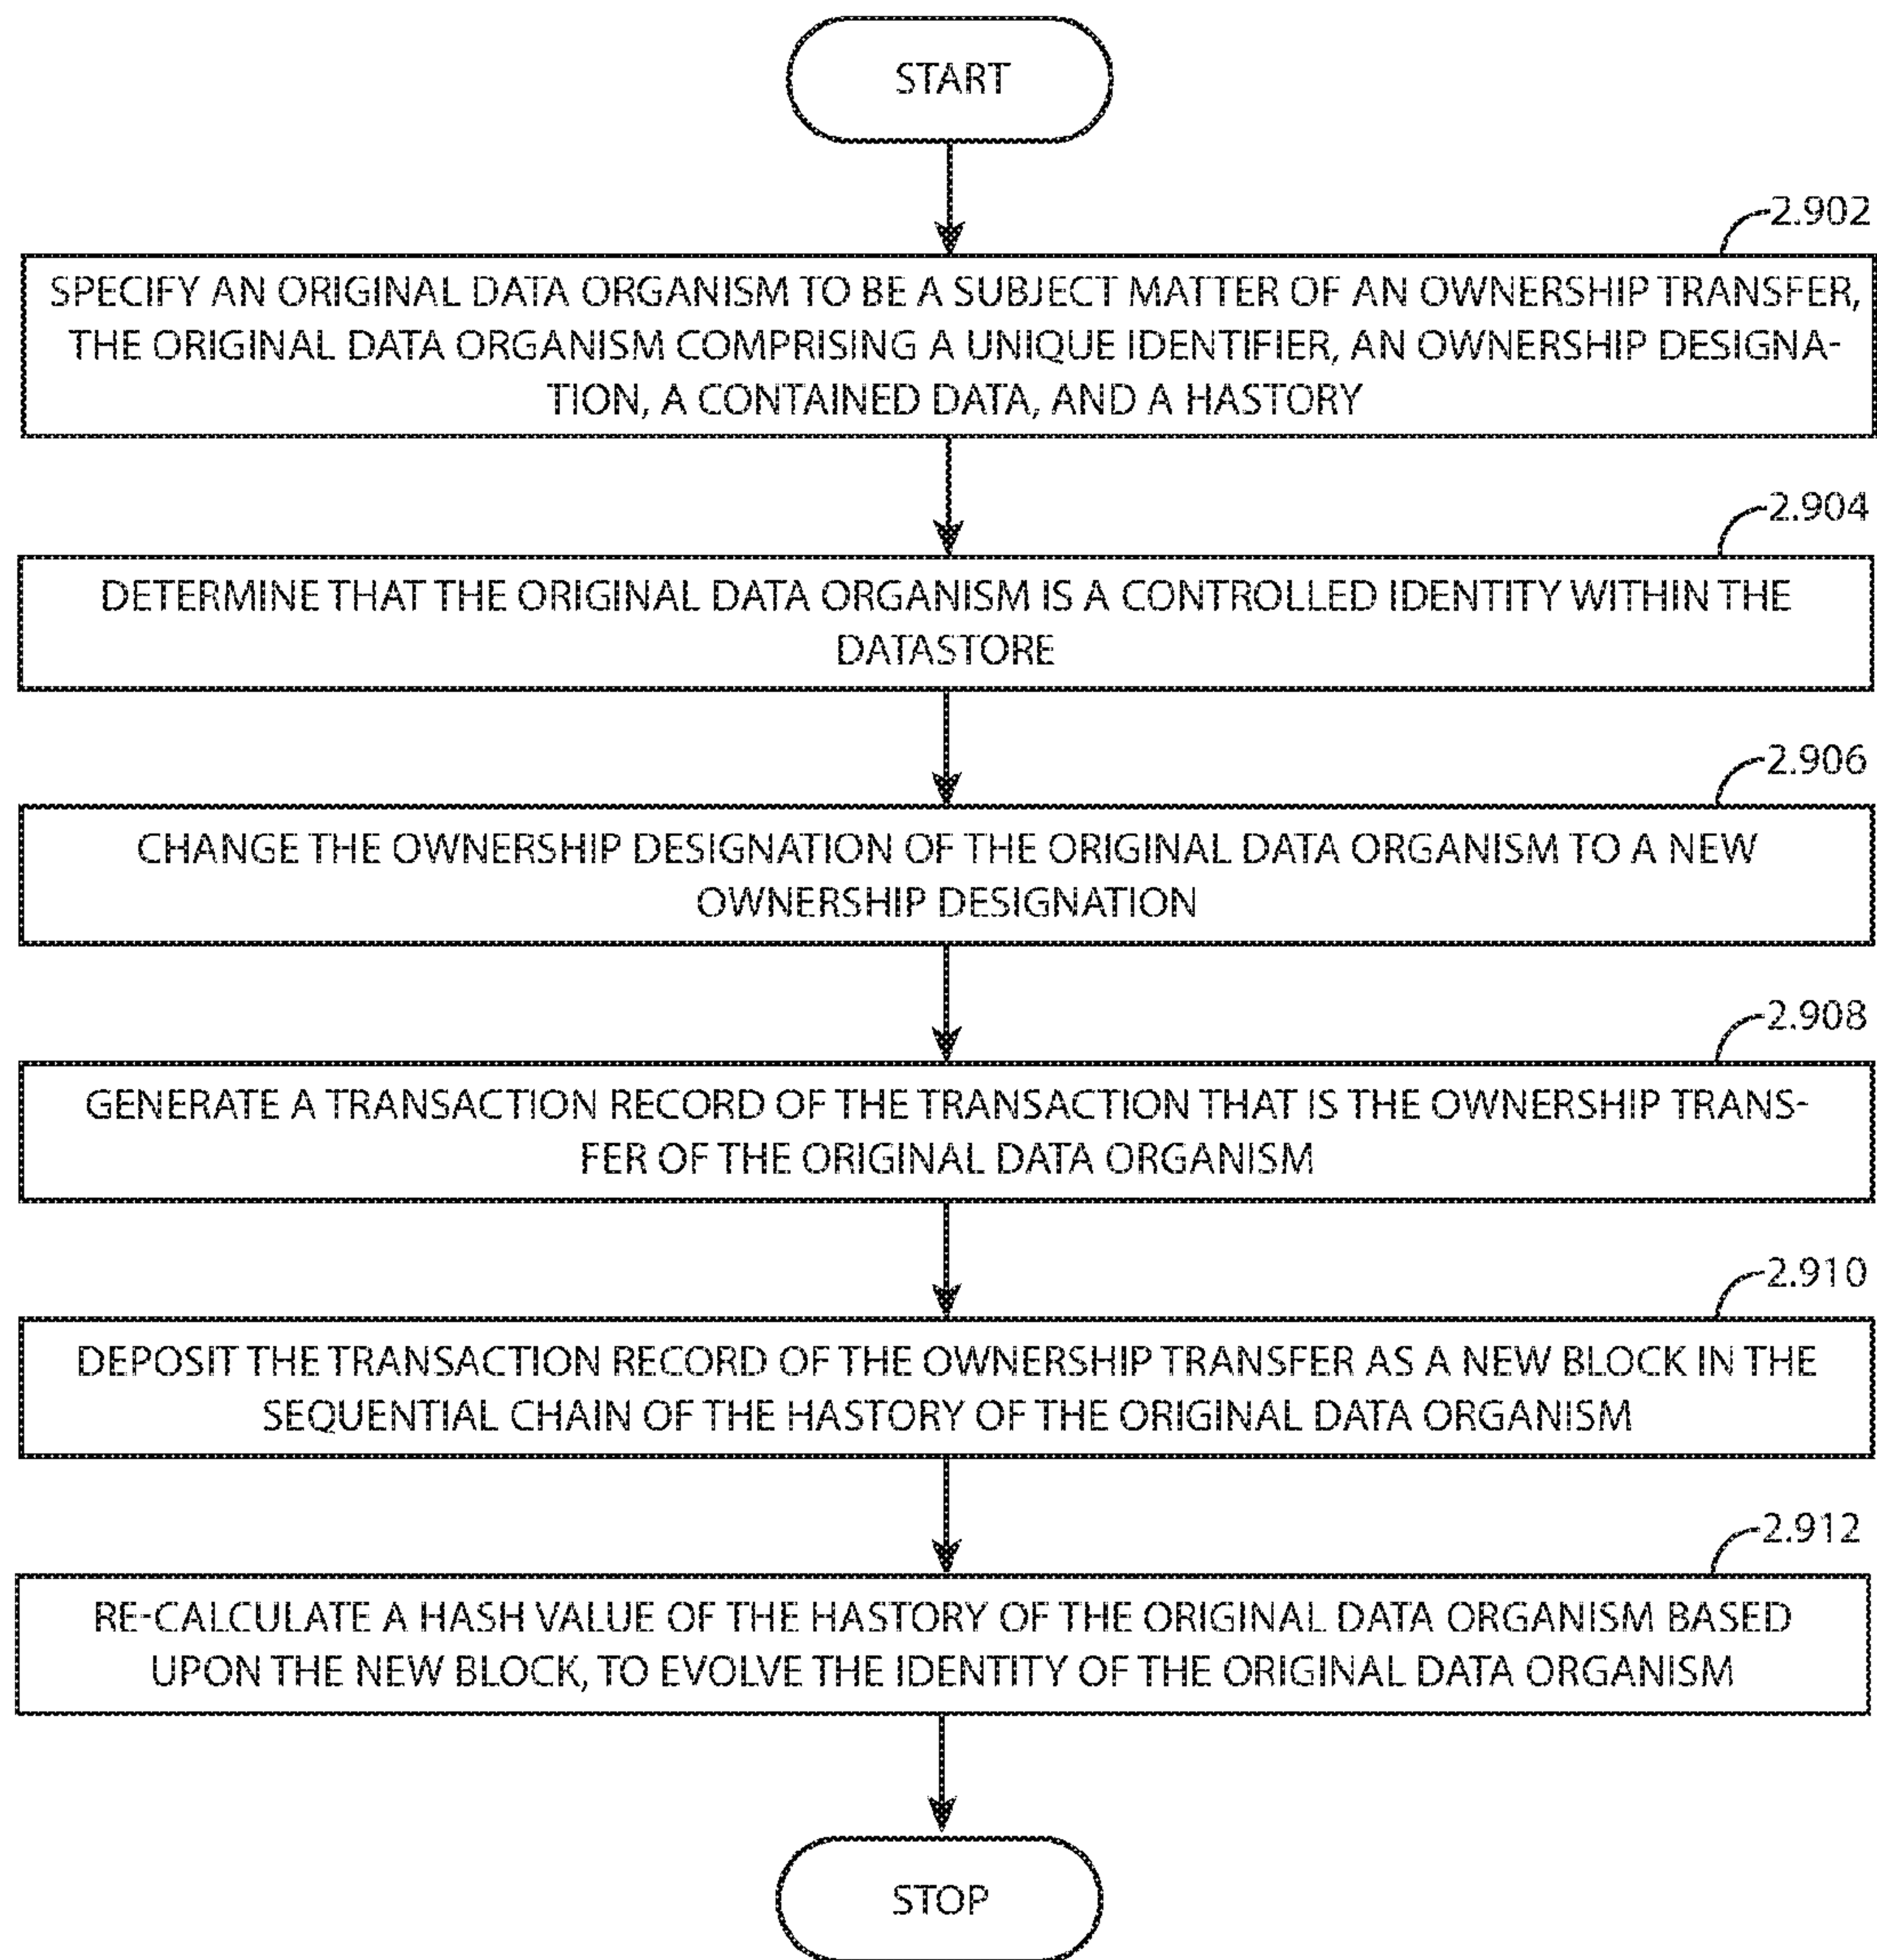 START
2.902
SPECIFY AN ORIGINAL DATA ORGANISM TO BE A SUBJECT MATTER OF AN OWNERSHIP TRANSFER,
THE ORIGINAL DATA ORGANISM COMPRISING A UNIQUE IDENTIFIER, AN OWNERSHIP DESIGNA-
TION, A CONTAINED DATA, AND A HASTORY
2.904
DETERMINE THAT THE ORIGINAL DATA ORGANISM IS A CONTROLLED IDENTITY WITHIN THE
DATASTORE
2.906
CHANGE THE OWNERSHIP DESIGNATION OF THE ORIGINAL DATA ORGANISM TO A NEW
OWNERSHIP DESIGNATION
2.908
GENERATE A TRANSACTION RECORD OF THE TRANSACTION THAT IS THE OWNERSHIP TRANS-
FER OF THE ORIGINAL DATA ORGANISM
2.910
DEPOSIT THE TRANSACTION RECORD OF THE OWNERSHIP TRANSFER AS A NEW BLOCK IN THE
SEQUENTIAL CHAIN OF THE HASTORY OF THE ORIGINAL DATA ORGANISM
2.912
RE-CALCULATE A HASH VALUE OF THE HASTORY OF THE ORIGINAL DATA ORGANISM BASED
UPON THE NEW BLOCK, TO EVOLVE THE IDENTITY OF THE ORIGINAL DATA ORGANISM
STOP